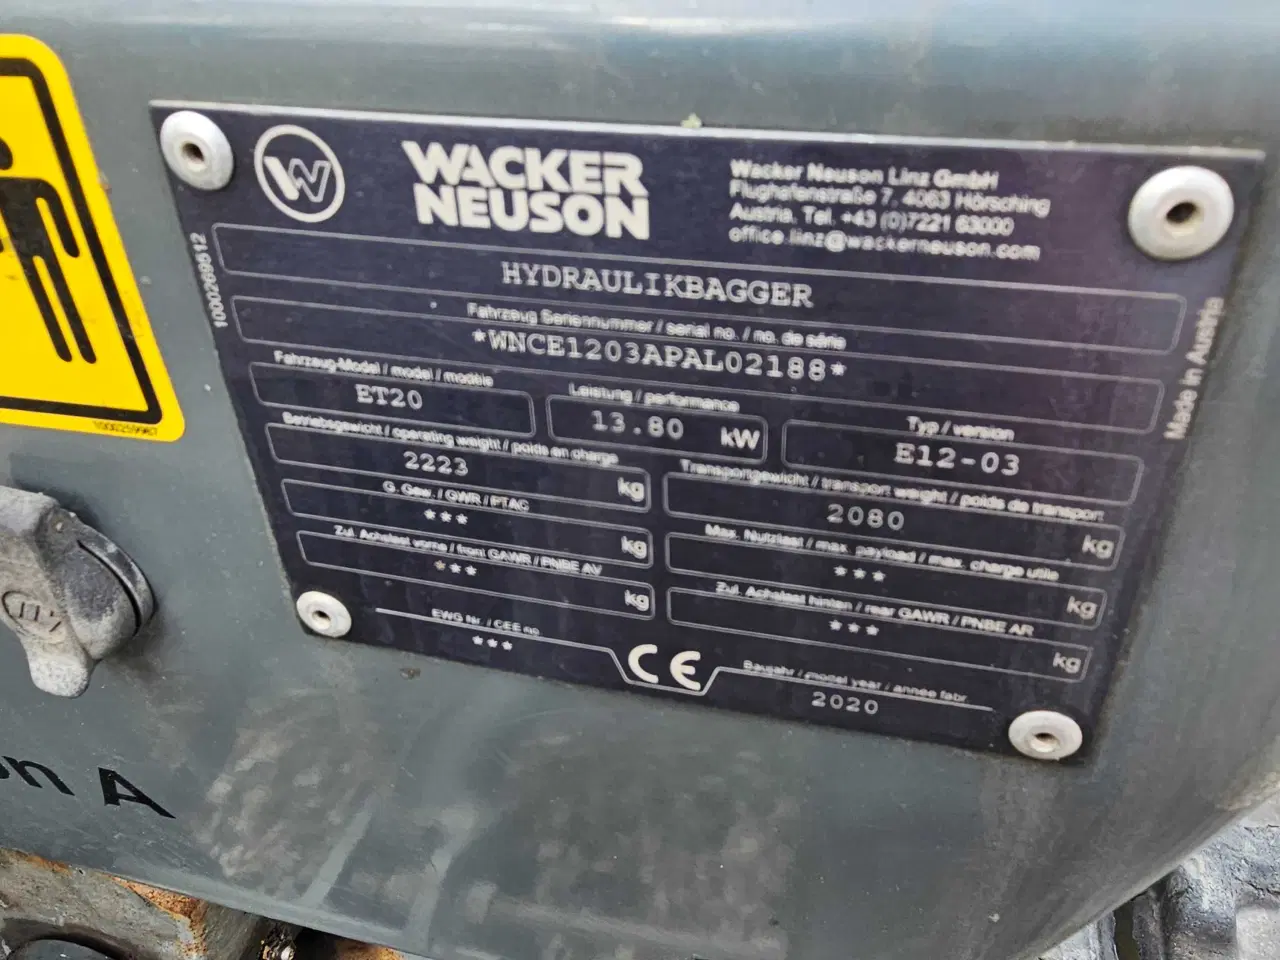 W
WACKER
NEUSON
Wacker Neuson Linz GmbH
Flughafenstraße 7, 4063 Hörsching
Austria. Tel. +43 (0)7221 63000
office.linz@wackerneuson.com
1000269512
HYDRAULIKBAGGER
Fahrzeug Seriennummer / serial no. / no. de série
*WNCE1203APAL02188*
Fahrzeug-Model / model / modèle
ET20
Leistung / performance
13.80 kW
Typ / version
E12-03
Betriebsgewicht / operating weight / poids en charge
2223 kg
Transportgewicht / transport weight / poids de transport
2080 kg
G. Gew. / GWR / PTAC
*** kg
Max. Nutzlast / max. payload / max. charge utile
*** kg
Zul. Achslast vorne / front GAWR / PNBE AV
*** kg
Zul. Achslast hinten / rear GAWR / PNBE AR
*** kg
EWG Nr. / CEE no.
***
CE
Baujahr / model year / année fabr.
2020
Made in Austria
on A